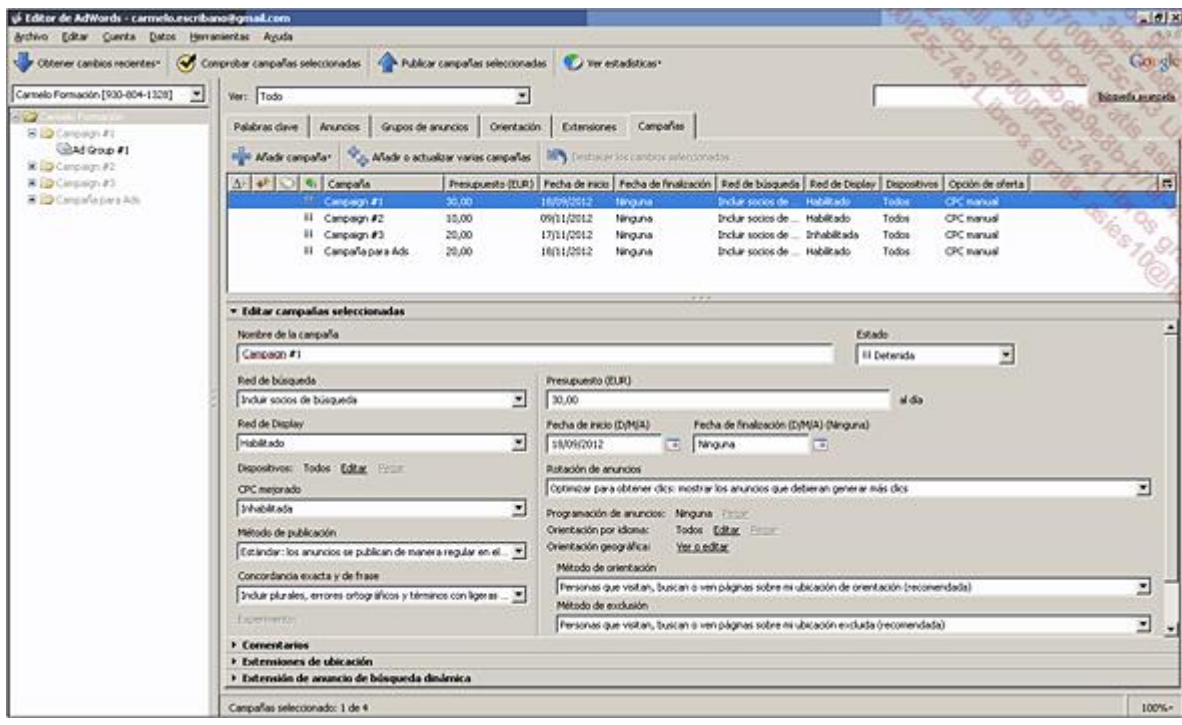 Editor de AdWords - carmelo.escribano@gmail.com
Archivo Editar Cuenta Datos Herramientas Ayuda
Obtener cambios recientes Comprobar campañas seleccionadas Publicar campañas seleccionadas Ver estadísticas
Google
Carmelo Formación [930-804-1328] Ver: Todo Búsqueda avanzada
Carmelo Formación
Campaign #1
Ad Group #1
Campaign #2
Campaign #3
Campaña para Ads
Palabras clave Anuncios Grupos de anuncios Orientación Extensiones Campañas
Añadir campaña Añadir o actualizar varias campañas Deshacer los cambios seleccionados
Campaña Presupuesto (EUR) Fecha de inicio Fecha de finalización Red de búsqueda Red de Display Dispositivos Opción de oferta
Campaign #1 30,00 18/09/2012 Ninguna Incluir socios de ... Habilitado Todos CPC manual
Campaign #2 10,00 09/11/2012 Ninguna Incluir socios de ... Habilitado Todos CPC manual
Campaign #3 20,00 17/11/2012 Ninguna Incluir socios de ... Inhabilitada Todos CPC manual
Campaña para Ads 20,00 18/11/2012 Ninguna Incluir socios de ... Habilitado Todos CPC manual
Editar campañas seleccionadas
Nombre de la campaña Estado
Campaign #1 Detenida
Red de búsqueda Presupuesto (EUR)
Incluir socios de búsqueda 30,00 al día
Red de Display Fecha de inicio (D/M/A) Fecha de finalización (D/M/A) (Ninguna)
Habilitado 18/09/2012 Ninguna
Dispositivos: Todos Editar Pegar Rotación de anuncios
CPC mejorado Optimizar para obtener clics: mostrar los anuncios que debieran generar más clics
Inhabilitada Programación de anuncios: Ninguna Pegar
Método de publicación Orientación por idioma: Todos Editar Pegar
Estándar: los anuncios se publican de manera regular en el... Orientación geográfica: Ver o editar
Concordancia exacta y de frase Método de orientación
Incluir plurales, errores ortográficos y términos con ligeras ... Personas que visitan, buscan o ven páginas sobre mi ubicación de orientación (recomendada)
Experimento: Método de exclusión
Personas que visitan, buscan o ven páginas sobre mi ubicación excluida (recomendada)
Comentarios
Extensiones de ubicación
Extensión de anuncio de búsqueda dinámica
Campañas seleccionado: 1 de 4 100%